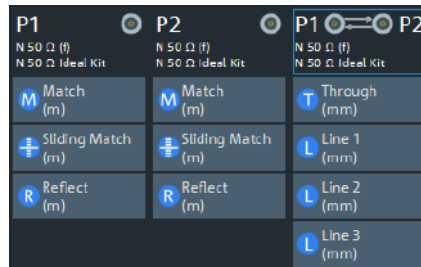 P1
N 50 Ω (f)
N 50 Ω Ideal Kit
M Match
(m)
Sliding Match
(m)
R Reflect
(m)
P2
N 50 Ω (f)
N 50 Ω Ideal Kit
M Match
(m)
Sliding Match
(m)
R Reflect
(m)
P1 P2
N 50 Ω (f)
N 50 Ω Ideal Kit
T Through
(mm)
L Line 1
(mm)
L Line 2
(mm)
L Line 3
(mm)